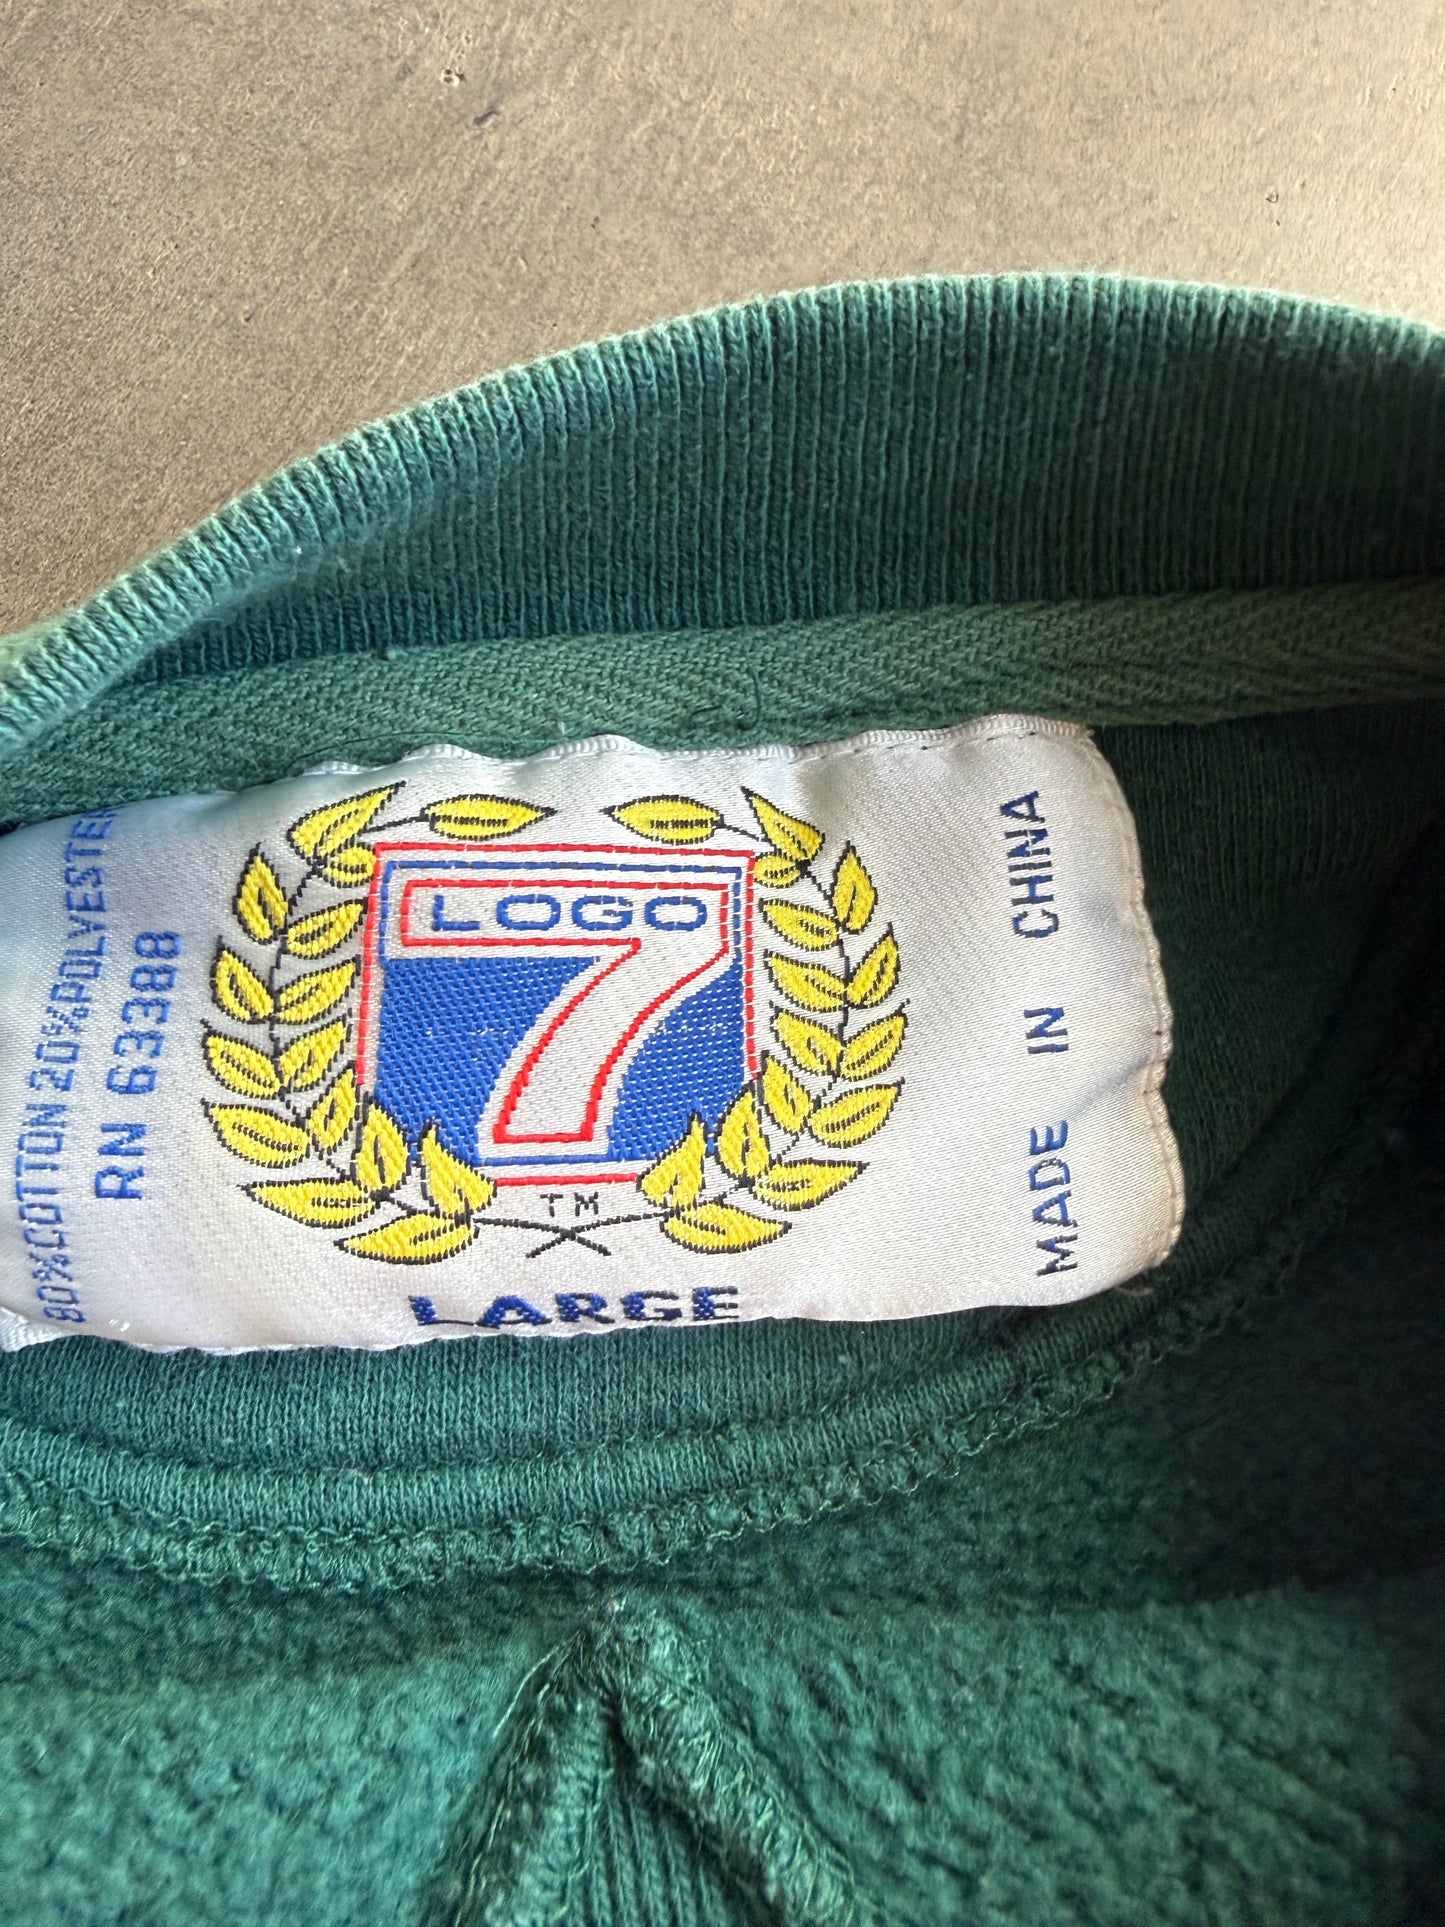 80%COTTON 20%POLYESTER
RN 63388
LOGO
7
TM
LARGE
MADE IN CHINA